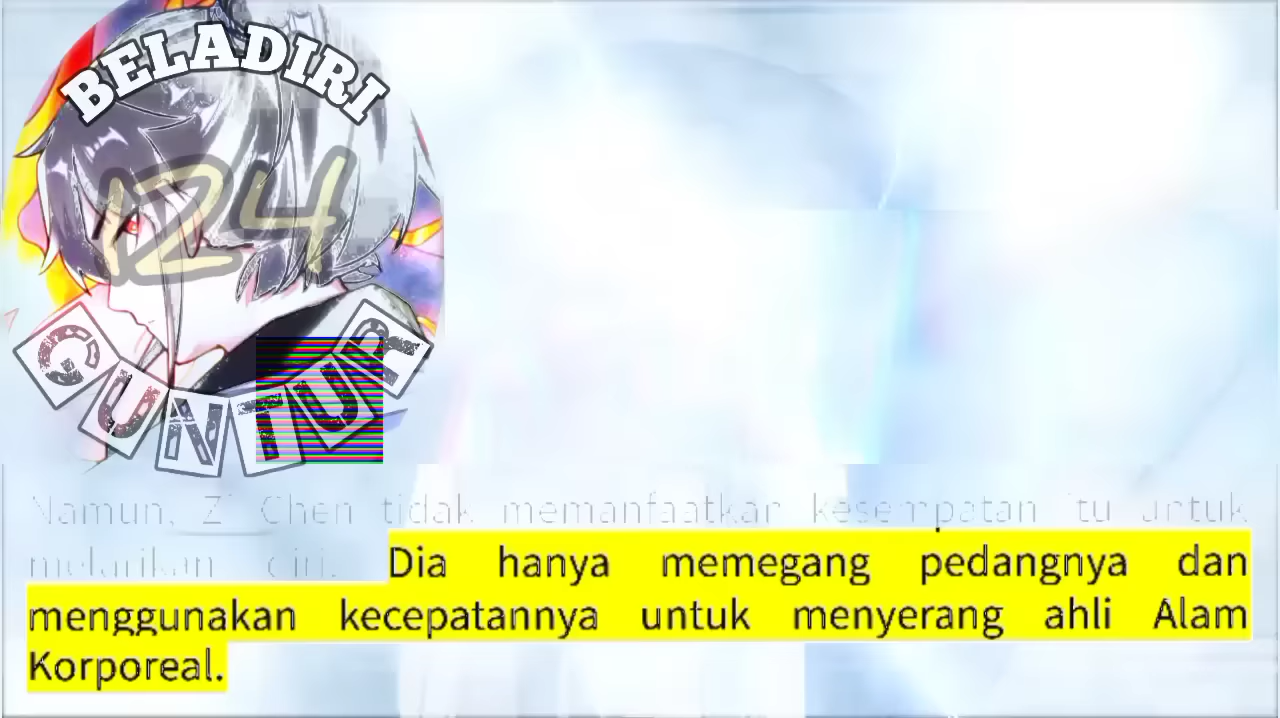 BELADIRI
124
GUNTUR
Namun, Zi Chen tidak memanfaatkan kesempatan itu untuk
melarikan diri. Dia hanya memegang pedangnya dan
menggunakan kecepatannya untuk menyerang ahli Alam
Korporeal.